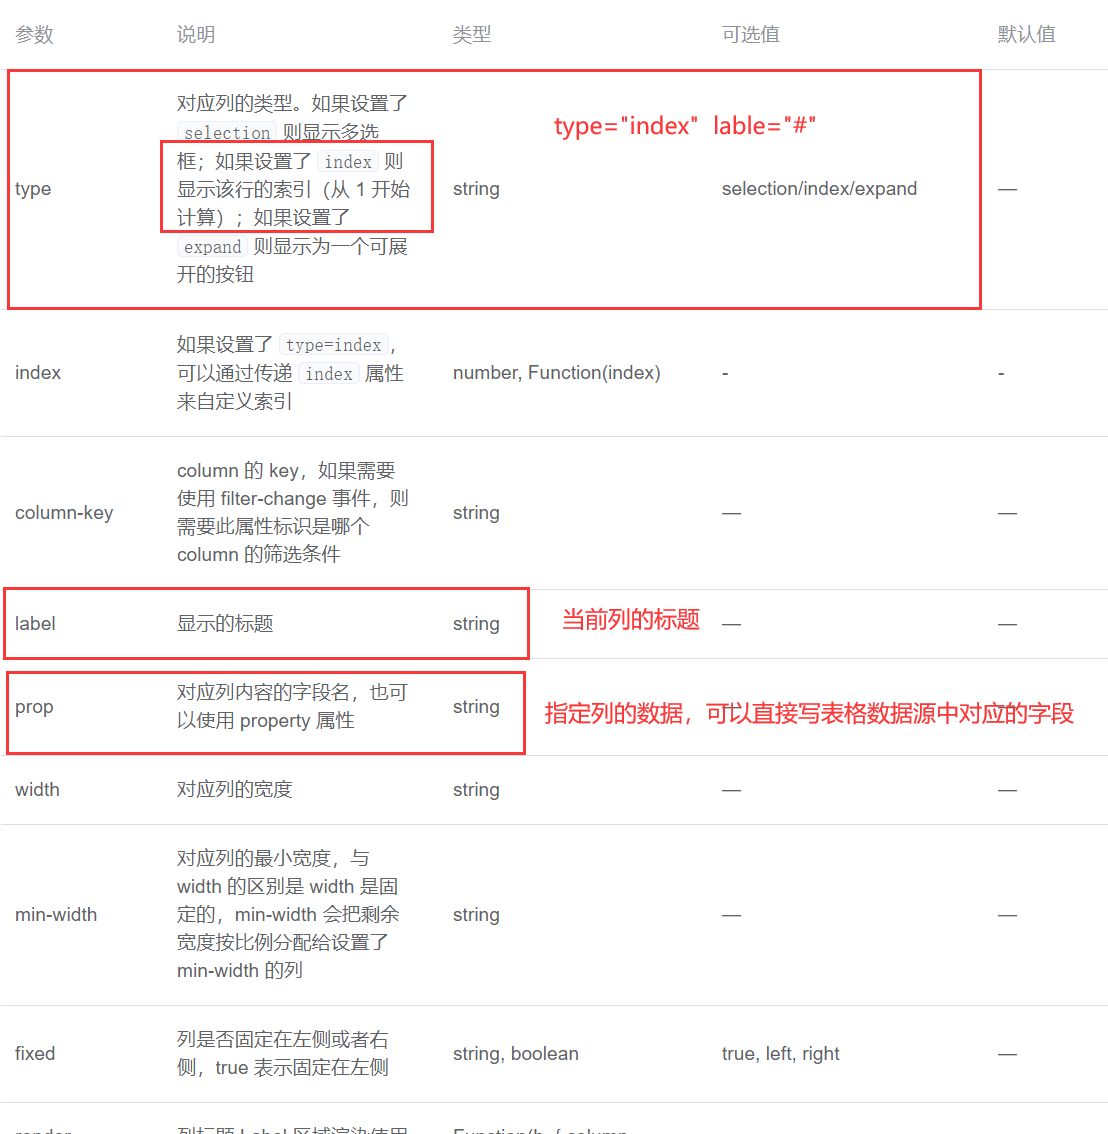 参数 说明 类型 可选值 默认值
对应列的类型。如果设置了
selection 则显示多选
type="index" lable="#"
框；如果设置了 index 则
type 显示该行的索引（从 1 开始 string selection/index/expand —
计算）；如果设置了
expand 则显示为一个可展
开的按钮
如果设置了 type=index，
index 可以通过传递 index 属性 number, Function(index) - -
来自定义索引
column 的 key，如果需要
使用 filter-change 事件，则
column-key string — —
需要此属性标识是哪个
column 的筛选条件
label 显示的标题 string 当前列的标题 — —
对应列内容的字段名，也可
prop string 指定列的数据，可以直接写表格数据源中对应的字段
以使用 property 属性
width 对应列的宽度 string — —
对应列的最小宽度，与
width 的区别是 width 是固
min-width 定的，min-width 会把剩余 string — —
宽度按比例分配给设置了
min-width 的列
列是否固定在左侧或者右
fixed string, boolean true, left, right —
侧，true 表示固定在左侧